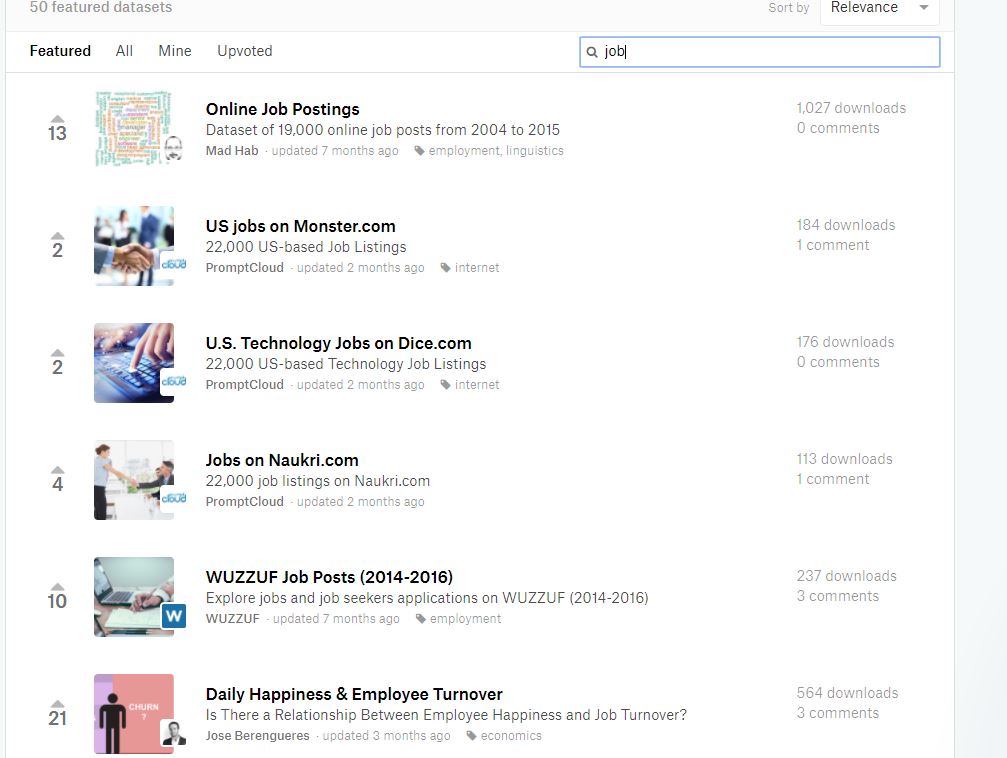 50 featured datasets
Sort by Relevance
Featured All Mine Upvoted
job
13
Online Job Postings
Dataset of 19,000 online job posts from 2004 to 2015
Mad Hab · updated 7 months ago employment, linguistics
1,027 downloads
0 comments
2
cloud
US jobs on Monster.com
22,000 US-based Job Listings
PromptCloud · updated 2 months ago internet
184 downloads
1 comment
2
cloud
U.S. Technology Jobs on Dice.com
22,000 US-based Technology Job Listings
PromptCloud · updated 2 months ago internet
176 downloads
0 comments
4
cloud
Jobs on Naukri.com
22,000 job listings on Naukri.com
PromptCloud · updated 2 months ago
113 downloads
1 comment
10
W
WUZZUF Job Posts (2014-2016)
Explore jobs and job seekers applications on WUZZUF (2014-2016)
WUZZUF · updated 7 months ago employment
237 downloads
3 comments
21
CHURN
?
Daily Happiness & Employee Turnover
Is There a Relationship Between Employee Happiness and Job Turnover?
Jose Berengueres · updated 3 months ago economics
564 downloads
3 comments